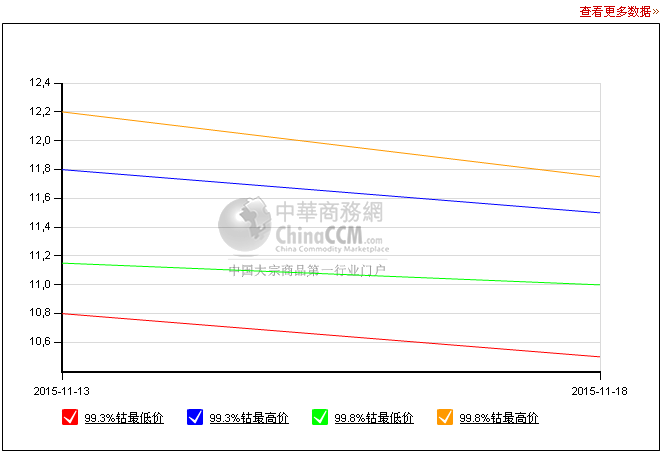 查看更多数据»
12,4
12,2
12,0
11,8
11,6
11,4
11,2
11,0
10,8
10,6
中華商務網
ChinaCCM.com
China Commodity Marketplace
中国大宗商品第一行业门户
2015-11-13 2015-11-18
99.3%钴最低价 99.3%钴最高价 99.8%钴最低价 99.8%钴最高价